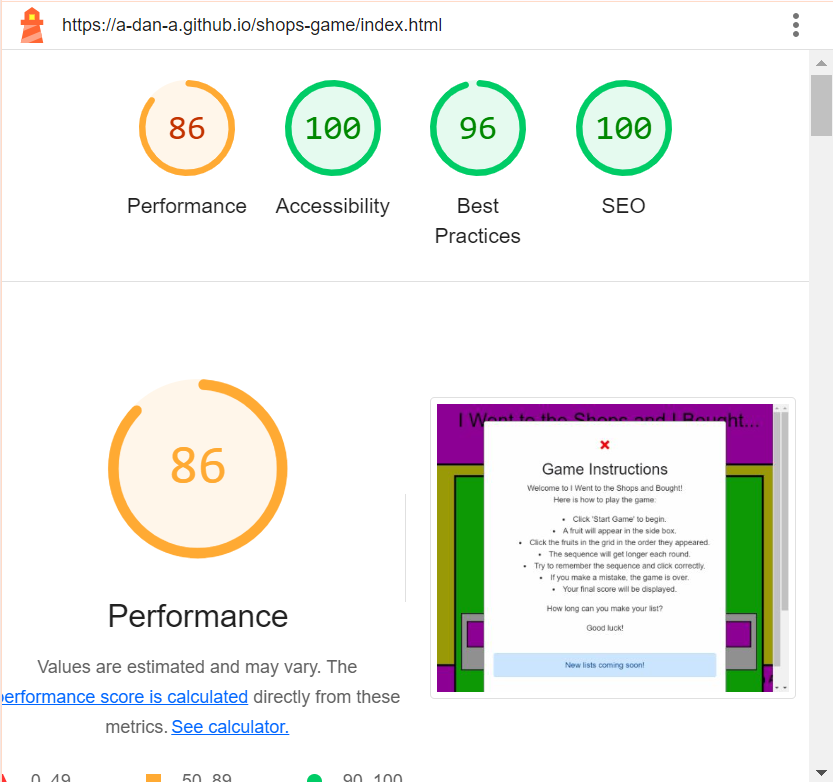 https://a-dan-a.github.io/shops-game/index.html
86
100
96
100
Performance
Accessibility
Best
Practices
SEO
86
Performance
Values are estimated and may vary. The
performance score is calculated directly from these
metrics. See calculator.
0–49
50–89
90–100
I Went to the Shops and I Bought...
Game Instructions
Welcome to I Went to the Shops and Bought!
Here is how to play the game:
• Click 'Start Game' to begin.
• A fruit will appear in the side box.
• Click the fruits in the grid in the order they appeared.
• The sequence will get longer each round.
• Try to remember the sequence and click correctly.
• If you make a mistake, the game is over.
• Your final score will be displayed.
How long can you make your list?
Good luck!
New lists coming soon!